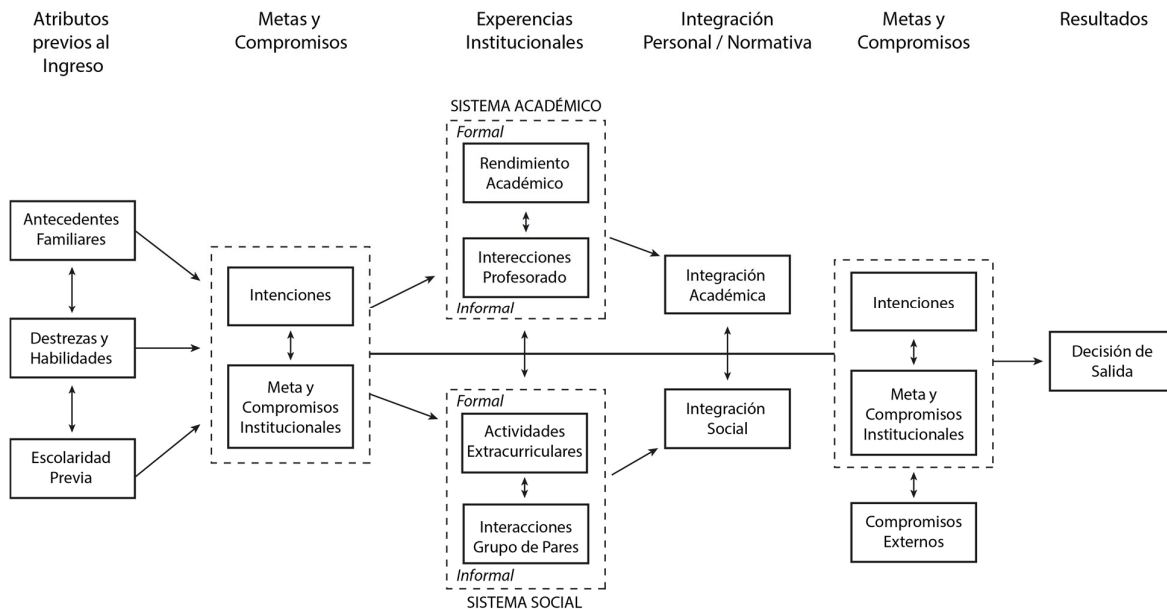 Atributos
previos al
Ingreso
Metas y
Compromisos
Experencias
Institucionales
Integración
Personal / Normativa
Metas y
Compromisos
Resultados
Antecedentes
Familiares
Destrezas y
Habilidades
Escolaridad
Previa
Intenciones
Meta y
Compromisos
Institucionales
SISTEMA ACADÉMICO
Formal
Rendimiento
Académico
Interecciones
Profesorado
Informal
Formal
Actividades
Extracurriculares
Interacciones
Grupo de Pares
Informal
SISTEMA SOCIAL
Integración
Académica
Integración
Social
Intenciones
Meta y
Compromisos
Institucionales
Compromisos
Externos
Decisión de
Salida